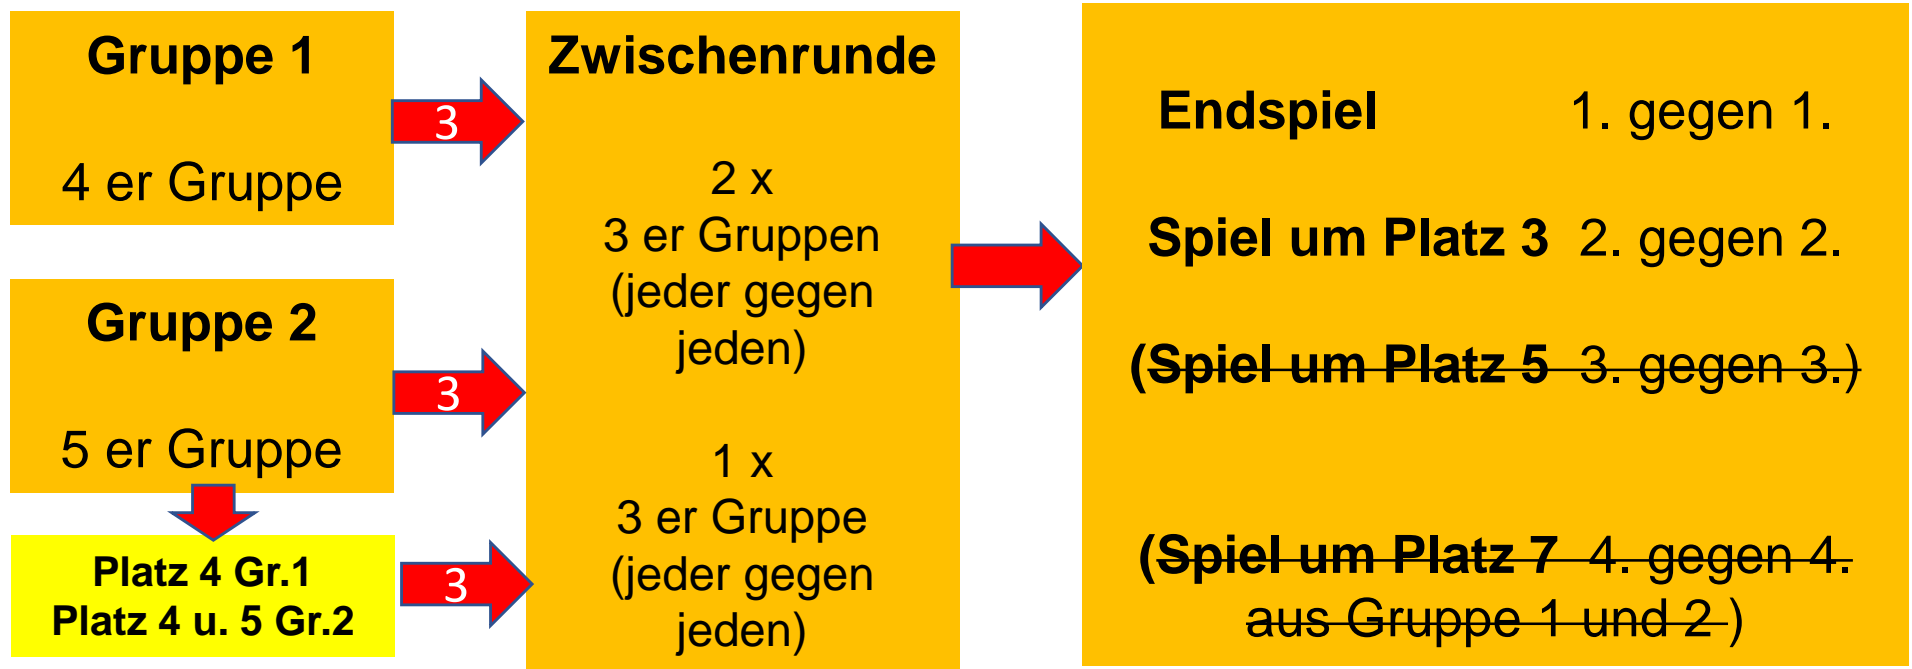 Gruppe 1
4 er Gruppe
3
Gruppe 2
5 er Gruppe
3
Platz 4 Gr.1
Platz 4 u. 5 Gr.2
3
Zwischenrunde
2 x
3 er Gruppen
(jeder gegen
jeden)
1 x
3 er Gruppe
(jeder gegen
jeden)
Endspiel 1. gegen 1.
Spiel um Platz 3 2. gegen 2.
(Spiel um Platz 5 3. gegen 3.)
(Spiel um Platz 7 4. gegen 4.
aus Gruppe 1 und 2 )